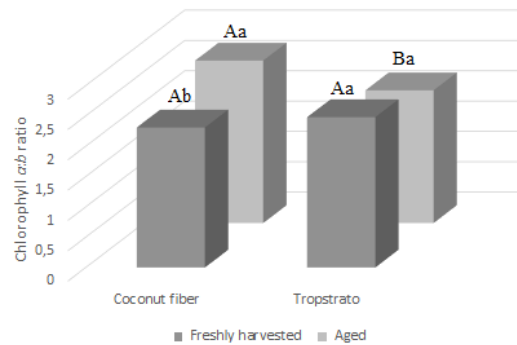 Aa
Ba
Ab
Aa
Chlorophyll a:b ratio
3
2,5
2
1,5
1
0,5
0
Coconut fiber
Tropstrato
Freshly harvested
Aged